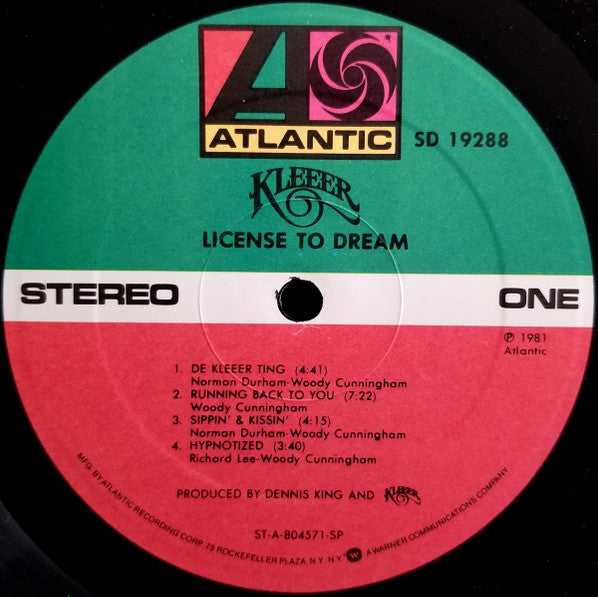 ATLANTIC
SD 19288
KLEEER
LICENSE TO DREAM
STEREO
ONE
℗ 1981
Atlantic
1. DE KLEEER TING (4:41)
Norman Durham-Woody Cunningham
2. RUNNING BACK TO YOU (7:22)
Woody Cunningham
3. SIPPIN' & KISSIN' (4:15)
Norman Durham-Woody Cunningham
4. HYPNOTIZED (3:40)
Richard Lee-Woody Cunningham
PRODUCED BY DENNIS KING AND KLEEER
ST-A-804571-SP
MFG. BY ATLANTIC RECORDING CORP. 75 ROCKEFELLER PLAZA. N.Y. N.Y. A WARNER COMMUNICATIONS COMPANY